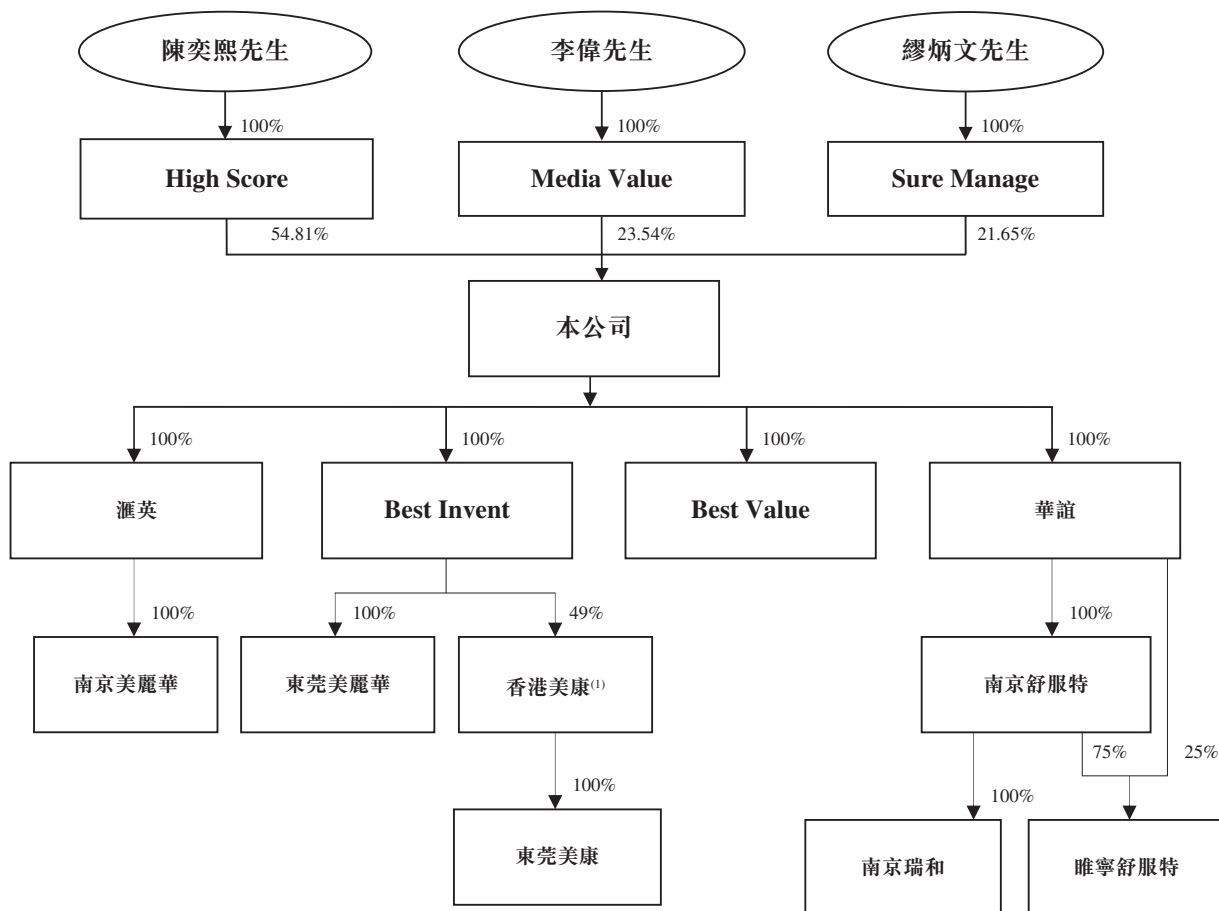 陳奕熙先生
李偉先生
繆炳文先生
100%
100%
100%
High Score
Media Value
Sure Manage
54.81%
23.54%
21.65%
本公司
100%
100%
100%
100%
滙英
Best Invent
Best Value
華誼
100%
100%
49%
100%
南京美麗華
東莞美麗華
香港美康(1)
南京舒服特
75%
25%
100%
100%
東莞美康
南京瑞和
睢寧舒服特